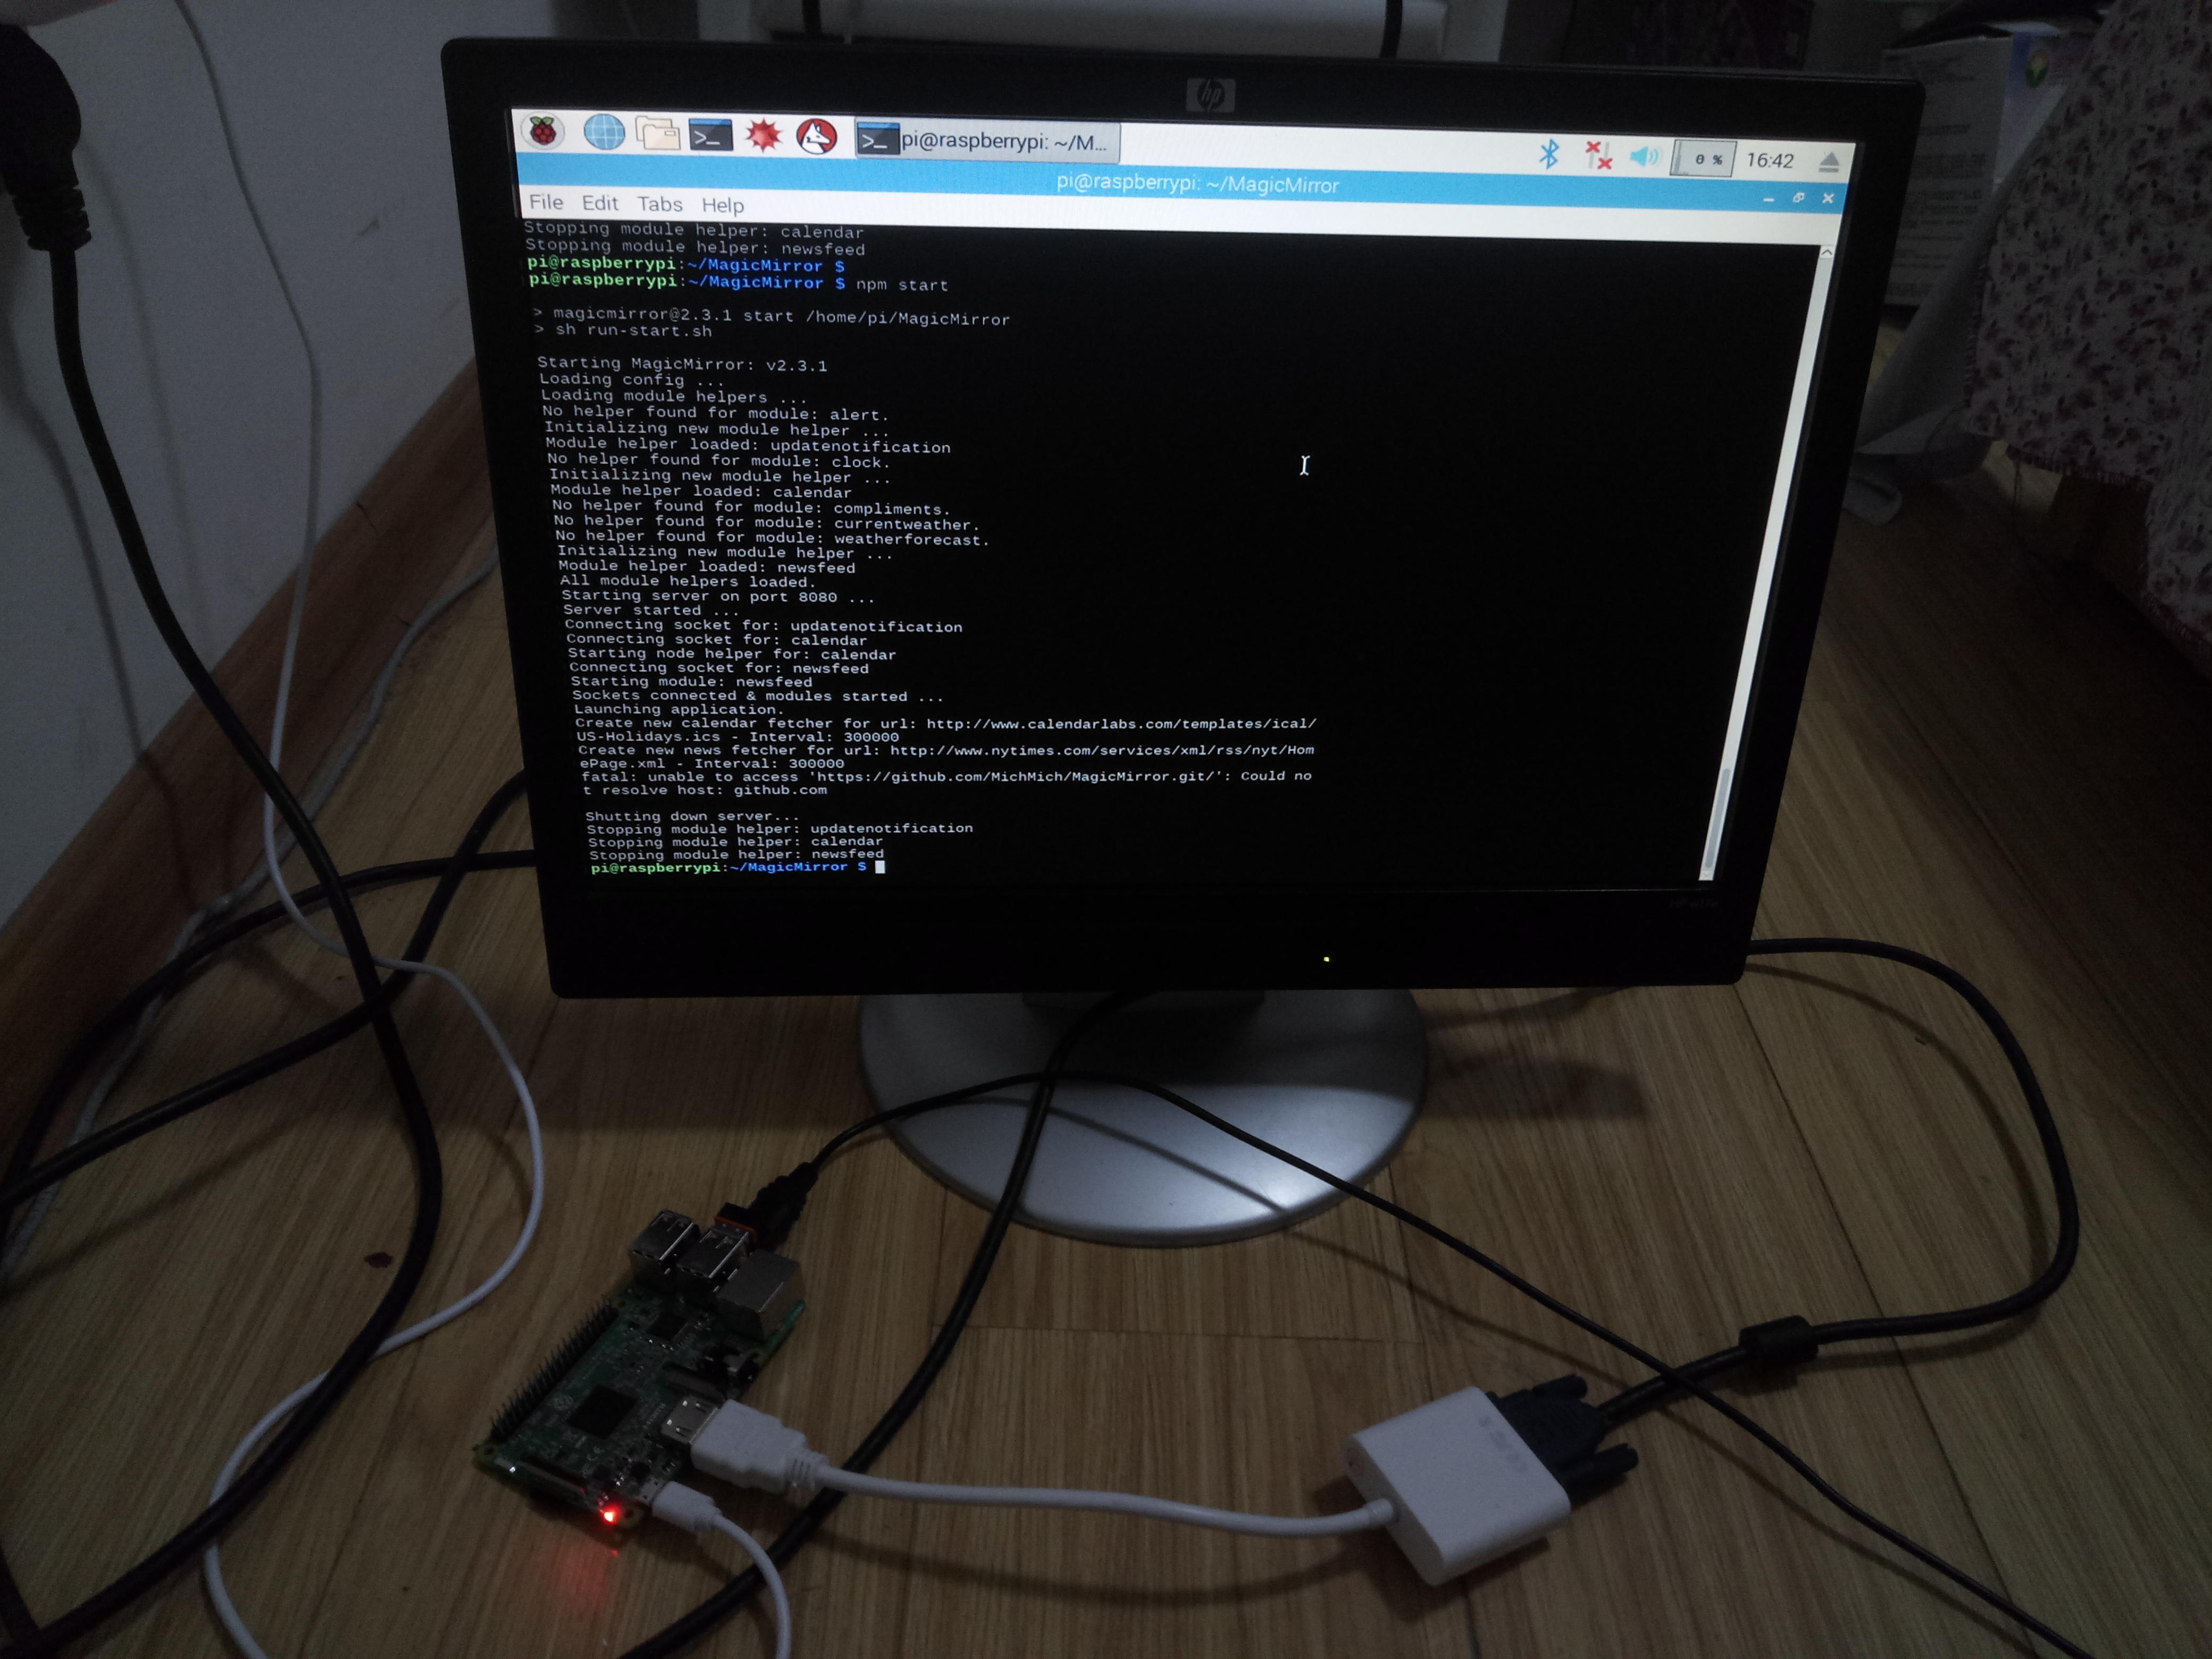 hp
pi@raspberrypi: ~/M...
0 %
16:42
pi@raspberrypi: ~/MagicMirror
File Edit Tabs Help
Stopping module helper: calendar
Stopping module helper: newsfeed
pi@raspberrypi:~/MagicMirror $
pi@raspberrypi:~/MagicMirror $ npm start
> magicmirror@2.3.1 start /home/pi/MagicMirror
> sh run-start.sh
Starting MagicMirror: v2.3.1
Loading config ...
Loading module helpers ...
No helper found for module: alert.
Initializing new module helper ...
Module helper loaded: updatenotification
No helper found for module: clock.
Initializing new module helper ...
Module helper loaded: calendar
No helper found for module: compliments.
No helper found for module: currentweather.
No helper found for module: weatherforecast.
Initializing new module helper ...
Module helper loaded: newsfeed
All module helpers loaded.
Starting server on port 8080 ...
Server started ...
Connecting socket for: updatenotification
Connecting socket for: calendar
Starting node helper for: calendar
Connecting socket for: newsfeed
Starting module: newsfeed
Sockets connected & modules started ...
Launching application.
Create new calendar fetcher for url: http://www.calendarlabs.com/templates/ical/
US-Holidays.ics - Interval: 300000
Create new news fetcher for url: http://www.nytimes.com/services/xml/rss/nyt/Hom
ePage.xml - Interval: 300000
fatal: unable to access 'https://github.com/MichMich/MagicMirror.git/': Could no
t resolve host: github.com
Shutting down server...
Stopping module helper: updatenotification
Stopping module helper: calendar
Stopping module helper: newsfeed
pi@raspberrypi:~/MagicMirror $